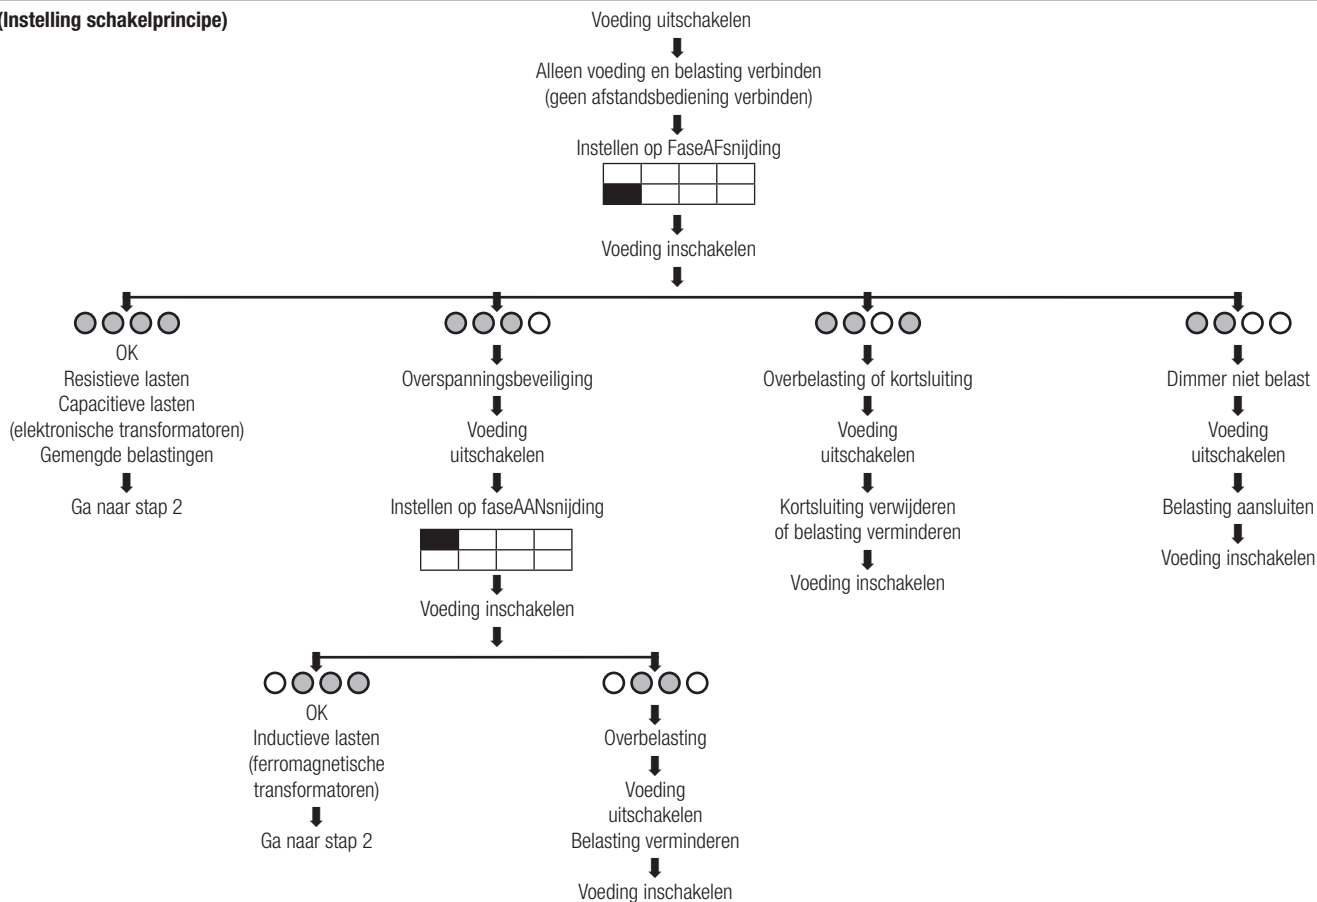 (Instelling schakelprincipe)
Voeding uitschakelen
Alleen voeding en belasting verbinden
(geen afstandsbediening verbinden)
Instellen op FaseAFsnijding
Voeding inschakelen
OK
Resistieve lasten
Capacitieve lasten
(elektronische transformatoren)
Gemengde belastingen
Ga naar stap 2
Overspanningsbeveiliging
Voeding
uitschakelen
Instellen op faseAANsnijding
Voeding inschakelen
OK
Inductieve lasten
(ferromagnetische
transformatoren)
Ga naar stap 2
Overbelasting
Voeding
uitschakelen
Belasting verminderen
Voeding inschakelen
Overbelasting of kortsluiting
Voeding
uitschakelen
Kortsluiting verwijderen
of belasting verminderen
Voeding inschakelen
Dimmer niet belast
Voeding
uitschakelen
Belasting aansluiten
Voeding inschakelen